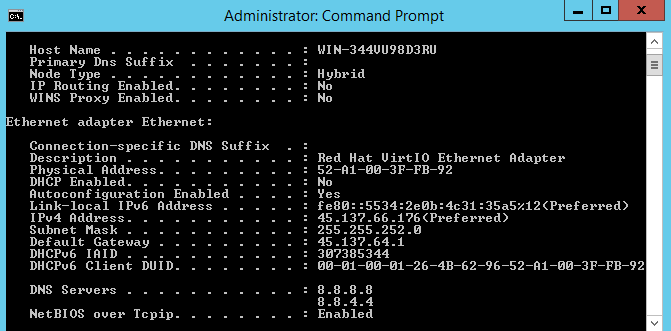 Administrator: Command Prompt
Host Name . . . . . . . . . . . . : WIN-344VU98D3RU
Primary Dns Suffix  . . . . . . . :
Node Type . . . . . . . . . . . . : Hybrid
IP Routing Enabled. . . . . . . . : No
WINS Proxy Enabled. . . . . . . . : No
Ethernet adapter Ethernet:
Connection-specific DNS Suffix  . :
Description . . . . . . . . . . . : Red Hat VirtIO Ethernet Adapter
Physical Address. . . . . . . . . : 52-A1-00-3F-FB-92
DHCP Enabled. . . . . . . . . . . : No
Autoconfiguration Enabled . . . . : Yes
Link-local IPv6 Address . . . . . : fe80::5534:2e0b:4c31:35a5%12(Preferred)
IPv4 Address. . . . . . . . . . . : 45.137.66.176(Preferred)
Subnet Mask . . . . . . . . . . . : 255.255.252.0
Default Gateway . . . . . . . . . : 45.137.64.1
DHCPv6 IAID . . . . . . . . . . . : 307385344
DHCPv6 Client DUID. . . . . . . . : 00-01-00-01-26-4B-62-96-52-A1-00-3F-FB-92
DNS Servers . . . . . . . . . . . : 8.8.8.8
8.8.4.4
NetBIOS over Tcpip. . . . . . . . : Enabled